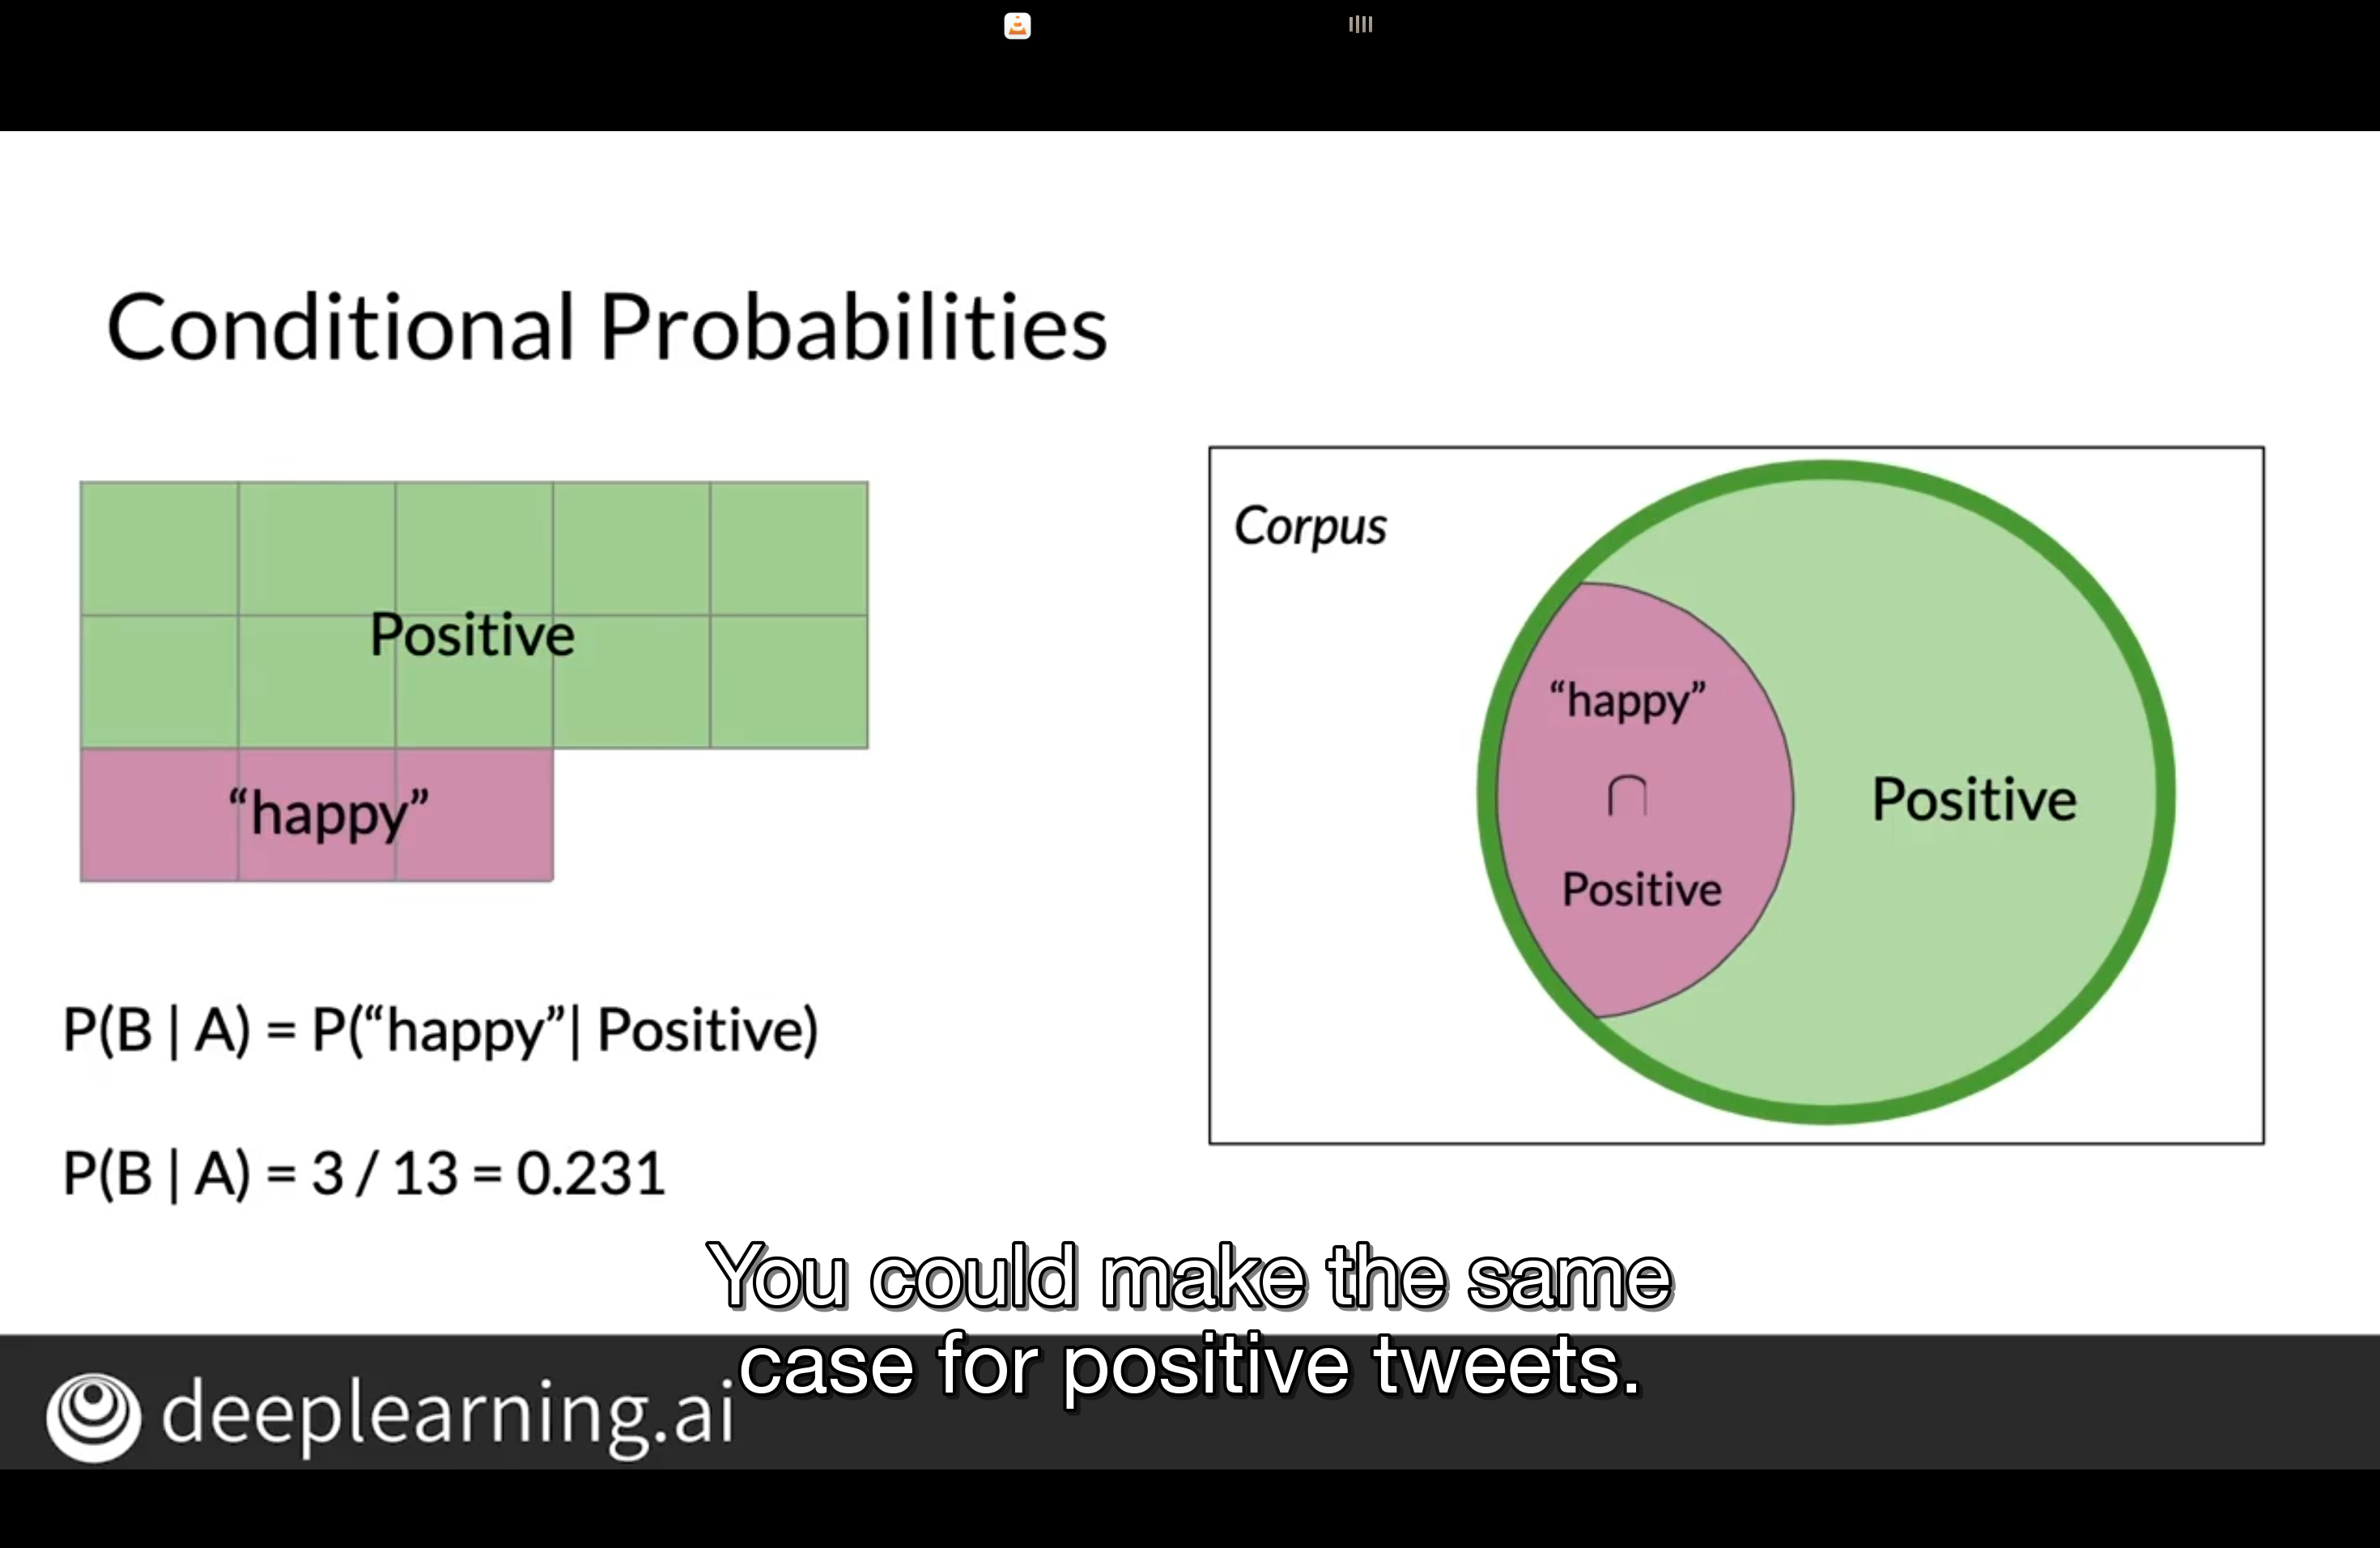 Conditional Probabilities
Positive
“happy”
P(B | A) = P(“happy”| Positive)
P(B | A) = 3 / 13 = 0.231
Corpus
“happy”
∩
Positive
Positive
You could make the same
case for positive tweets.
deeplearning.ai